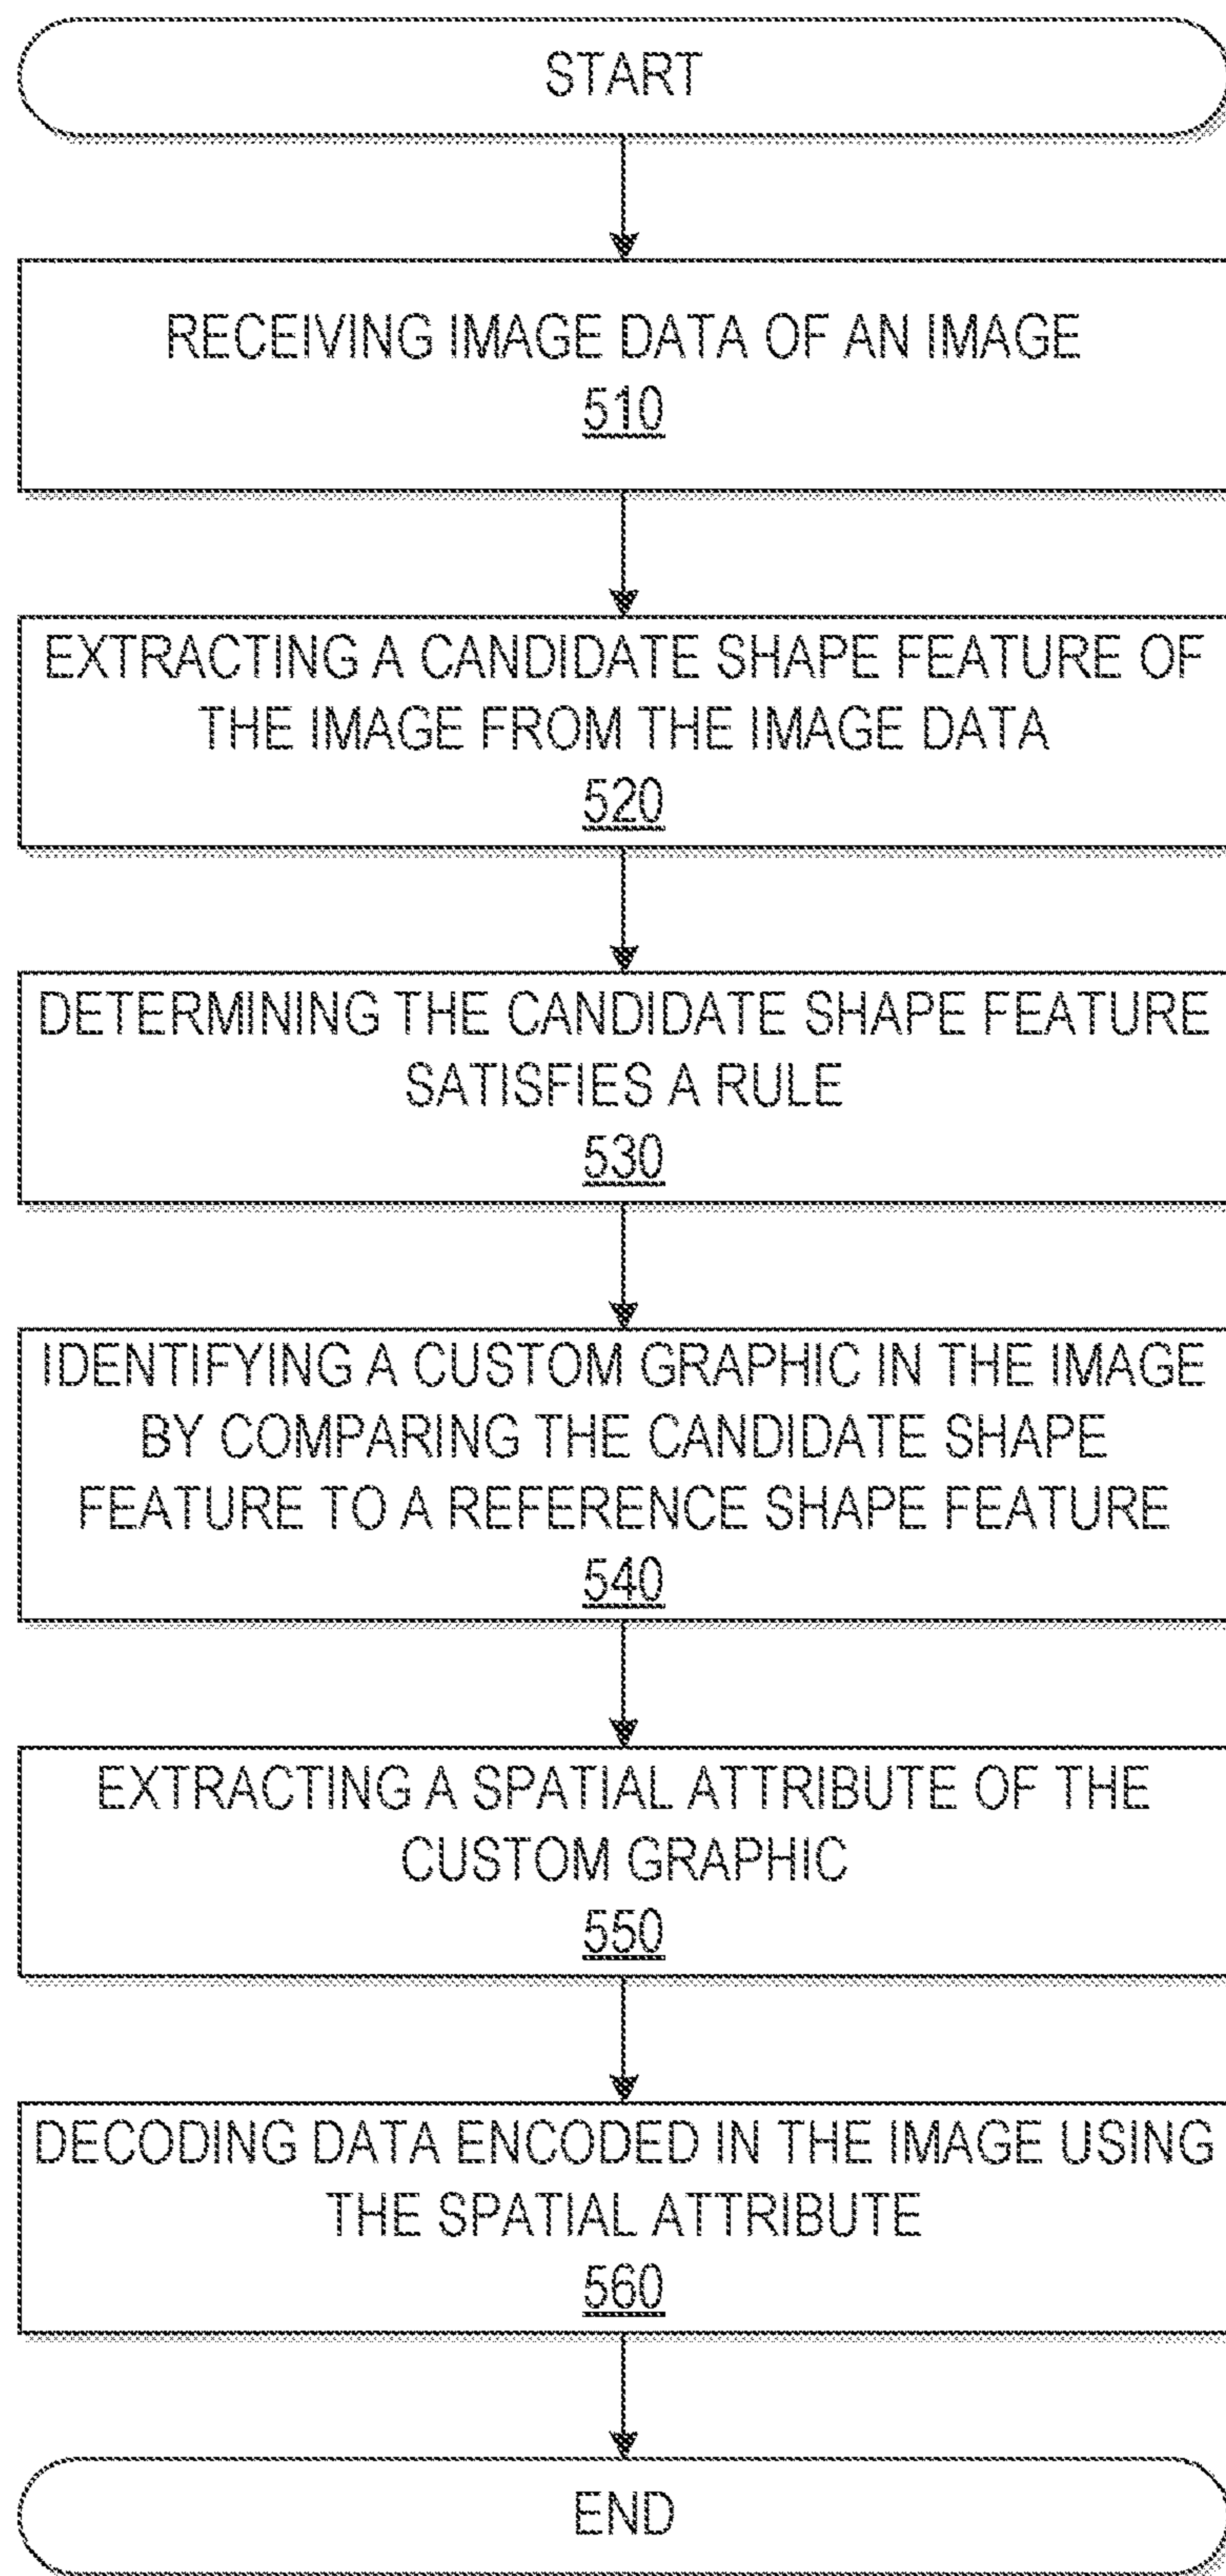 START
RECEIVING IMAGE DATA OF AN IMAGE
510
EXTRACTING A CANDIDATE SHAPE FEATURE OF
THE IMAGE FROM THE IMAGE DATA
520
DETERMINING THE CANDIDATE SHAPE FEATURE
SATISFIES A RULE
530
IDENTIFYING A CUSTOM GRAPHIC IN THE IMAGE
BY COMPARING THE CANDIDATE SHAPE
FEATURE TO A REFERENCE SHAPE FEATURE
540
EXTRACTING A SPATIAL ATTRIBUTE OF THE
CUSTOM GRAPHIC
550
DECODING DATA ENCODED IN THE IMAGE USING
THE SPATIAL ATTRIBUTE
560
END